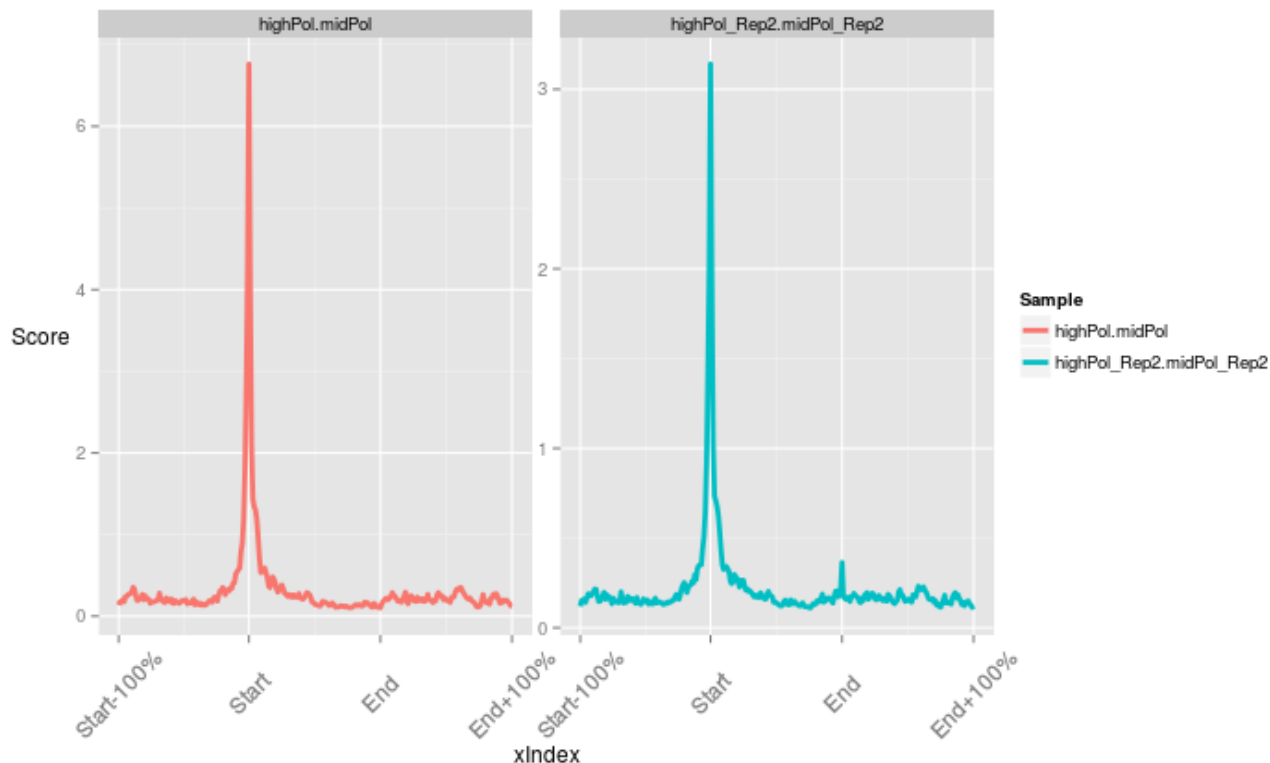 highPol.midPol
highPol_Rep2.midPol_Rep2
Score
6
4
2
0
3
2
1
0
Start-100%
Start
End
End+100%
Start-100%
Start
End
End+100%
xIndex
Sample
highPol.midPol
highPol_Rep2.midPol_Rep2